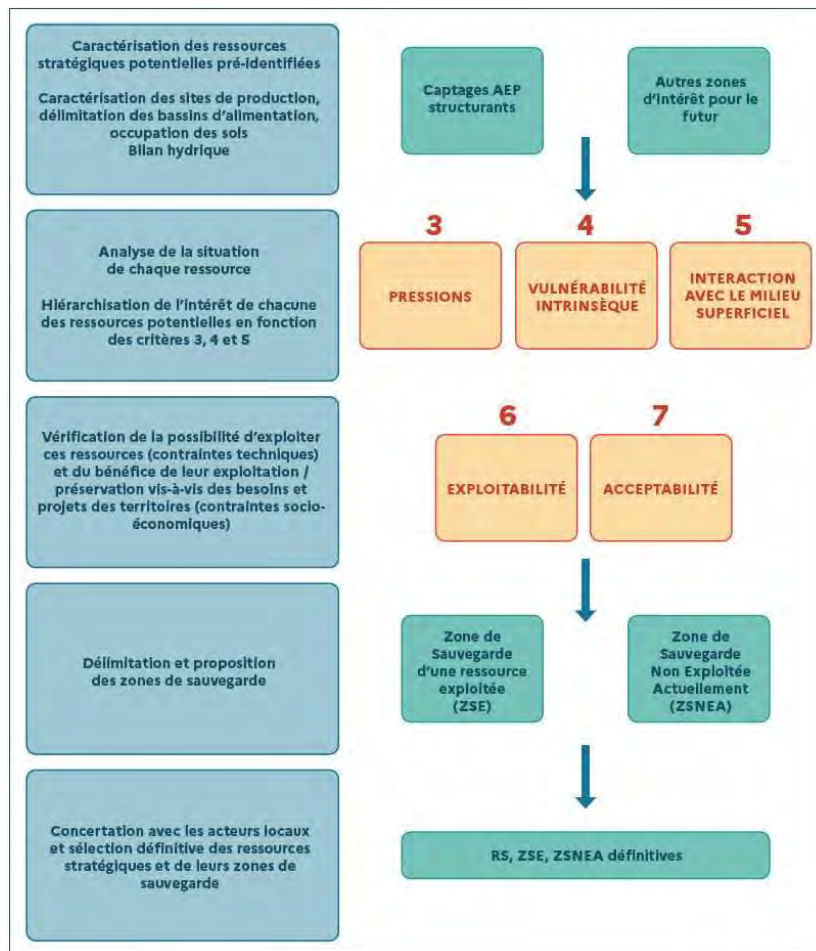 Caractérisation des ressources
stratégiques potentielles pré-identifiées
Caractérisation des sites de production,
délimitation des bassins d'alimentation,
occupation des sols
Bilan hydrique
Captages AEP
structurants
Autres zones
d'intérêt pour le
futur
Analyse de la situation
de chaque ressource
Hiérarchisation de l'intérêt de chacune
des ressources potentielles en fonction
des critères 3, 4 et 5
3
PRESSIONS
4
VULNÉRABILITÉ
INTRINSÈQUE
5
INTERACTION
AVEC LE MILIEU
SUPERFICIEL
Vérification de la possibilité d'exploiter
ces ressources (contraintes techniques)
et du bénéfice de leur exploitation /
préservation vis-à-vis des besoins et
projets des territoires (contraintes socio-
économiques)
6
EXPLOITABILITÉ
7
ACCEPTABILITÉ
Délimitation et proposition
des zones de sauvegarde
Zone de
Sauvegarde
d'une ressource
exploitée
(ZSE)
Zone de
Sauvegarde
Non Exploitée
Actuellement
(ZSNEA)
Concertation avec les acteurs locaux
et sélection définitive des ressources
stratégiques et de leurs zones de
sauvegarde
RS, ZSE, ZSNEA définitives